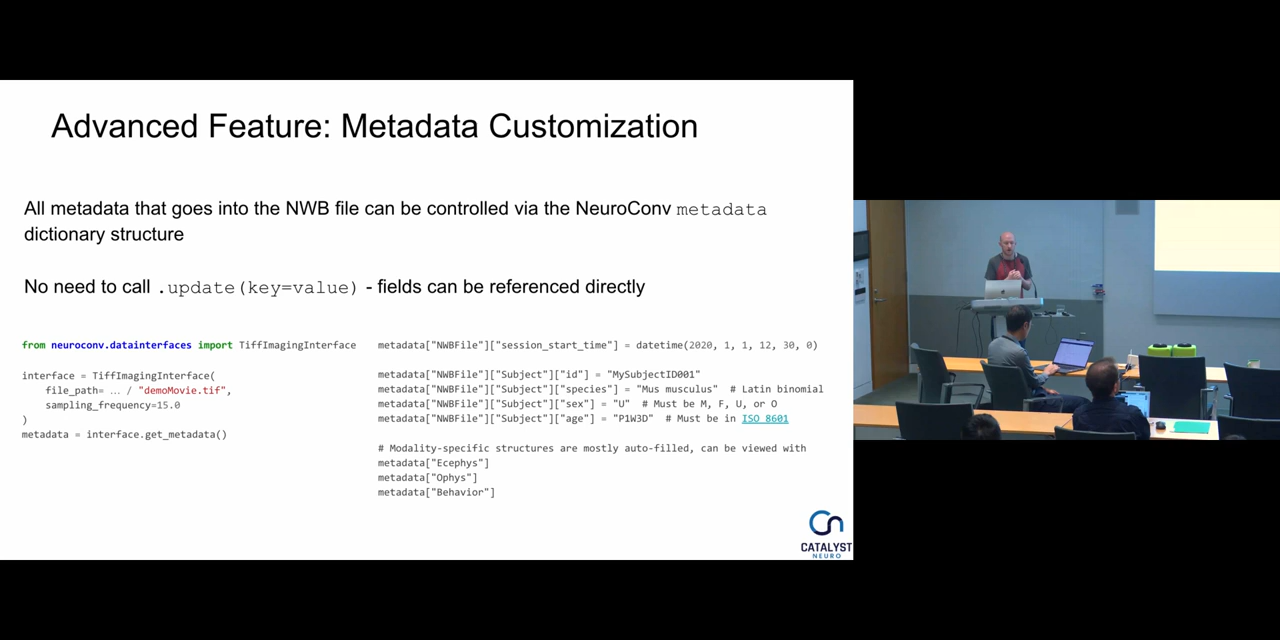 Advanced Feature: Metadata Customization
All metadata that goes into the NWB file can be controlled via the NeuroConv metadata
dictionary structure
No need to call .update(key=value) - fields can be referenced directly
from neuroconv.datainterfaces import TiffImagingInterface
interface = TiffImagingInterface(
file_path= … / "demoMovie.tif",
sampling_frequency=15.0
)
metadata = interface.get_metadata()
metadata["NWBFile"]["session_start_time"] = datetime(2020, 1, 1, 12, 30, 0)
metadata["NWBFile"]["Subject"]["id"] = "MySubjectID001"
metadata["NWBFile"]["Subject"]["species"] = "Mus musculus" # Latin binomial
metadata["NWBFile"]["Subject"]["sex"] = "U" # Must be M, F, U, or O
metadata["NWBFile"]["Subject"]["age"] = "P1W3D" # Must be in ISO 8601
# Modality-specific structures are mostly auto-filled, can be viewed with
metadata["Ecephys"]
metadata["Ophys"]
metadata["Behavior"]
CATALYST
NEURO